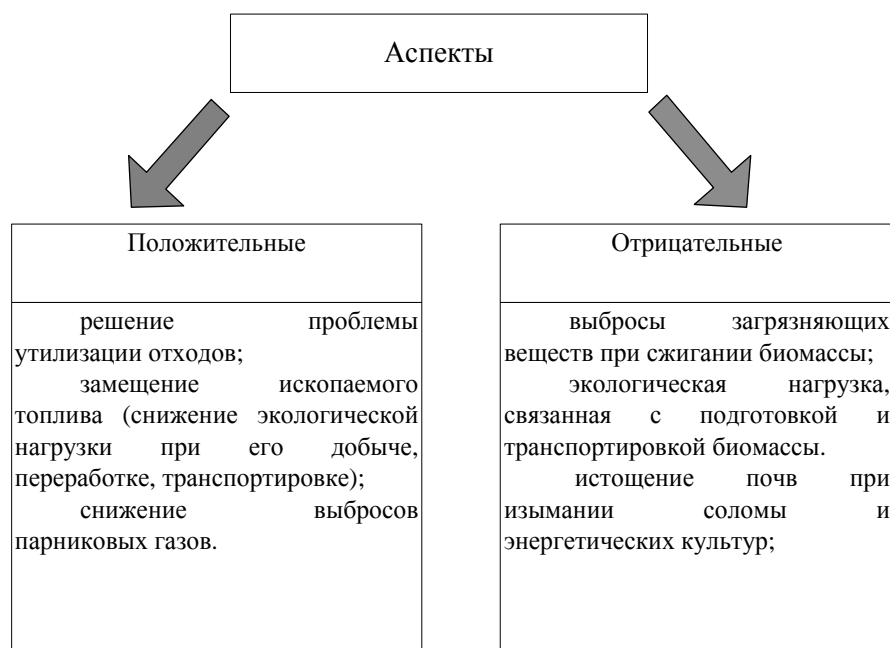 Аспекты
Положительные
решение проблемы
утилизации отходов;
замещение ископаемого
топлива (снижение экологической
нагрузки при его добыче,
переработке, транспортировке);
снижение выбросов
парниковых газов.
Отрицательные
выбросы загрязняющих
веществ при сжигании биомассы;
экологическая нагрузка,
связанная с подготовкой и
транспортировкой биомассы.
истощение почв при
изымании соломы и
энергетических культур;